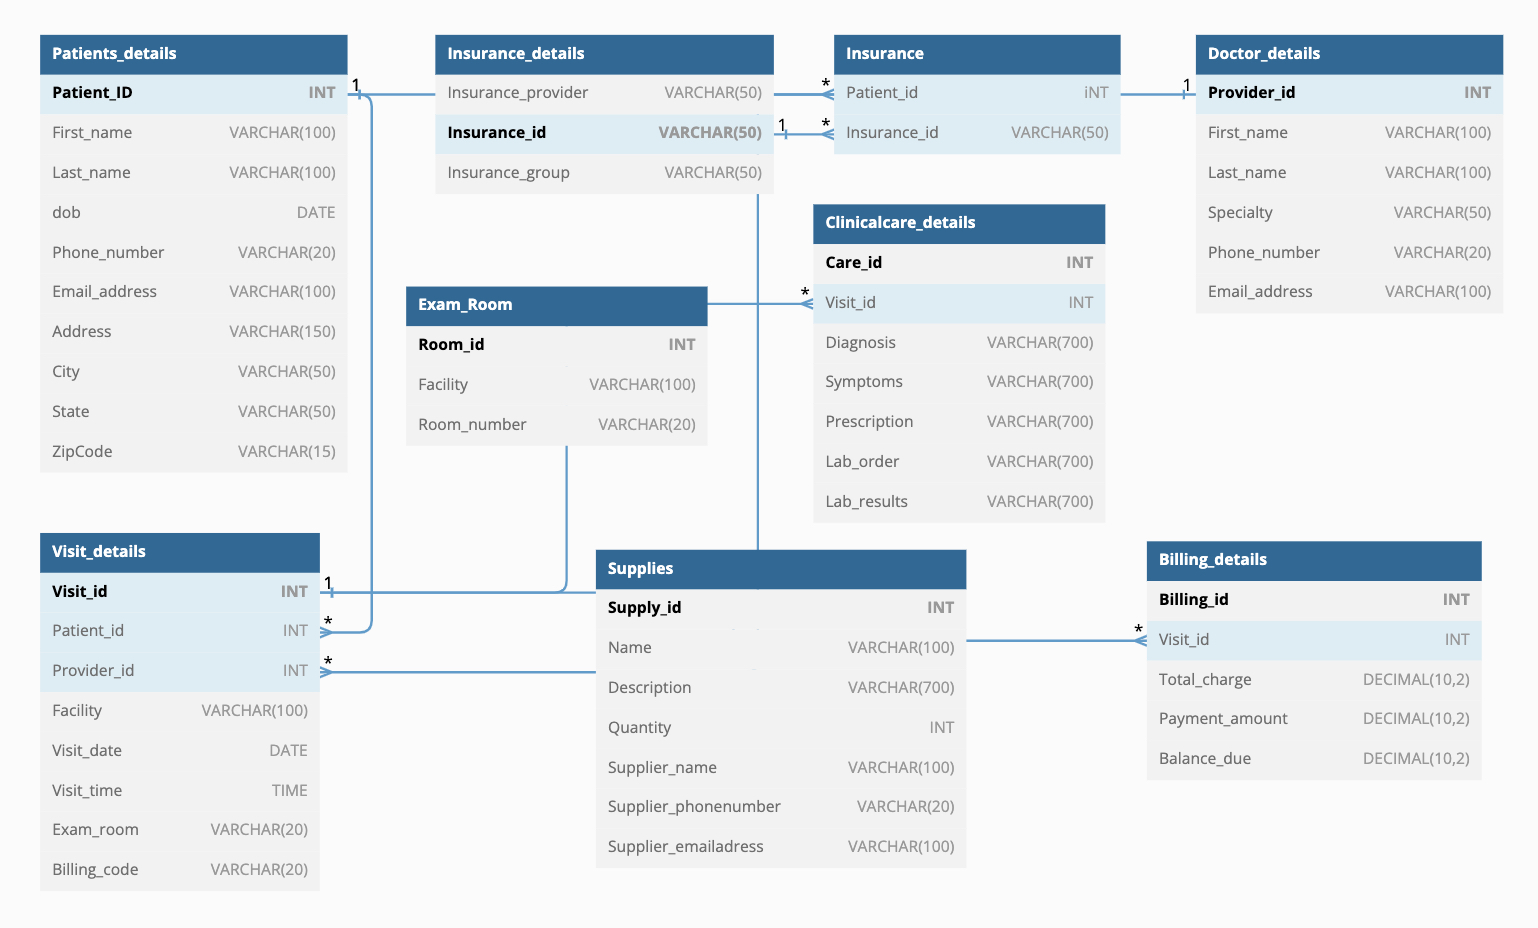 Patients_details
Patient_ID INT
First_name VARCHAR(100)
Last_name VARCHAR(100)
dob DATE
Phone_number VARCHAR(20)
Email_address VARCHAR(100)
Address VARCHAR(150)
City VARCHAR(50)
State VARCHAR(50)
ZipCode VARCHAR(15)
1
Insurance_details
Insurance_provider VARCHAR(50)
Insurance_id VARCHAR(50)
Insurance_group VARCHAR(50)
1
*
*
Insurance
Patient_id iNT
Insurance_id VARCHAR(50)
1
Doctor_details
Provider_id INT
First_name VARCHAR(100)
Last_name VARCHAR(100)
Specialty VARCHAR(50)
Phone_number VARCHAR(20)
Email_address VARCHAR(100)
Exam_Room
Room_id INT
Facility VARCHAR(100)
Room_number VARCHAR(20)
*
Clinicalcare_details
Care_id INT
Visit_id INT
Diagnosis VARCHAR(700)
Symptoms VARCHAR(700)
Prescription VARCHAR(700)
Lab_order VARCHAR(700)
Lab_results VARCHAR(700)
Visit_details
Visit_id INT
Patient_id INT
Provider_id INT
Facility VARCHAR(100)
Visit_date DATE
Visit_time TIME
Exam_room VARCHAR(20)
Billing_code VARCHAR(20)
1
*
*
Supplies
Supply_id INT
Name VARCHAR(100)
Description VARCHAR(700)
Quantity INT
Supplier_name VARCHAR(100)
Supplier_phonenumber VARCHAR(20)
Supplier_emailadress VARCHAR(100)
*
Billing_details
Billing_id INT
Visit_id INT
Total_charge DECIMAL(10,2)
Payment_amount DECIMAL(10,2)
Balance_due DECIMAL(10,2)